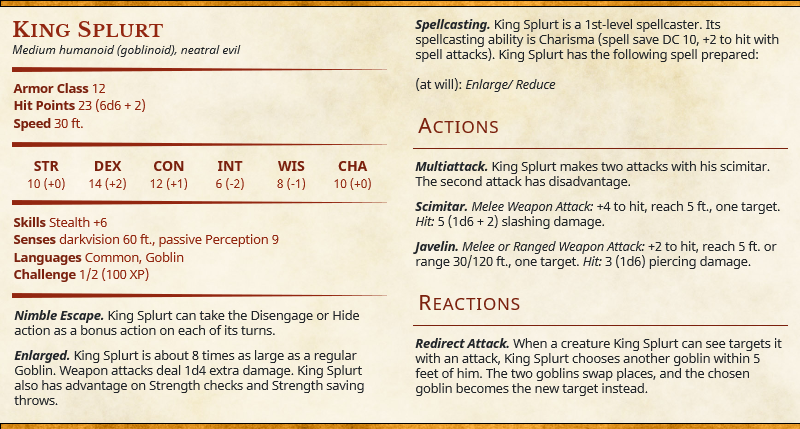 King Splurt
Medium humanoid (goblinoid), neatral evil
Armor Class 12
Hit Points 23 (6d6 + 2)
Speed 30 ft.
STR DEX CON INT WIS CHA
10 (+0) 14 (+2) 12 (+1) 6 (-2) 8 (-1) 10 (+0)
Skills Stealth +6
Senses darkvision 60 ft., passive Perception 9
Languages Common, Goblin
Challenge 1/2 (100 XP)
Nimble Escape. King Splurt can take the Disengage or Hide
action as a bonus action on each of its turns.
Enlarged. King Splurt is about 8 times as large as a regular
Goblin. Weapon attacks deal 1d4 extra damage. King Splurt
also has advantage on Strength checks and Strength saving
throws.
Spellcasting. King Splurt is a 1st-level spellcaster. Its
spellcasting ability is Charisma (spell save DC 10, +2 to hit with
spell attacks). King Splurt has the following spell prepared:
(at will): Enlarge/ Reduce
Actions
Multiattack. King Splurt makes two attacks with his scimitar.
The second attack has disadvantage.
Scimitar. Melee Weapon Attack: +4 to hit, reach 5 ft., one target.
Hit: 5 (1d6 + 2) slashing damage.
Javelin. Melee or Ranged Weapon Attack: +2 to hit, reach 5 ft. or
range 30/120 ft., one target. Hit: 3 (1d6) piercing damage.
Reactions
Redirect Attack. When a creature King Splurt can see targets it
with an attack, King Splurt chooses another goblin within 5
feet of him. The two goblins swap places, and the chosen
goblin becomes the new target instead.